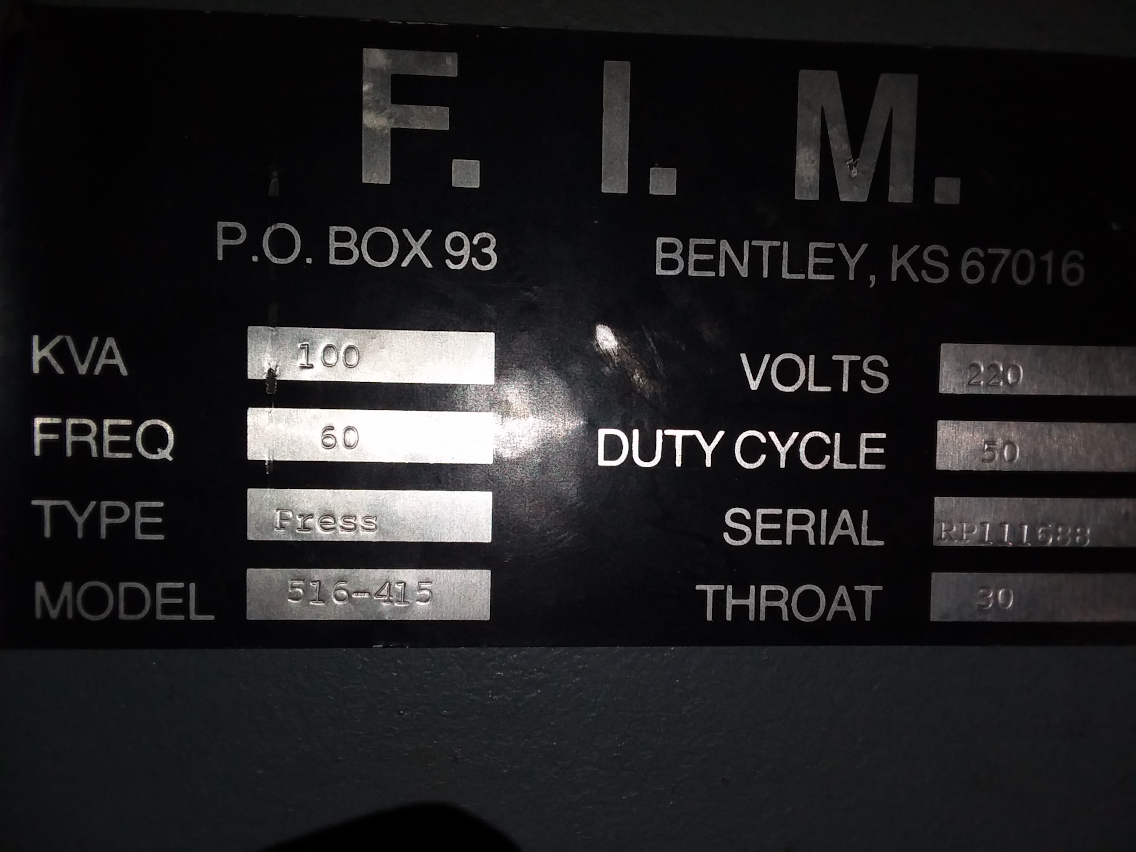 F. I. M.
P.O. BOX 93 BENTLEY, KS 67016
KVA 100 VOLTS 220
FREQ 60 DUTY CYCLE 50
TYPE Press SERIAL RP111688
MODEL 516-415 THROAT 30